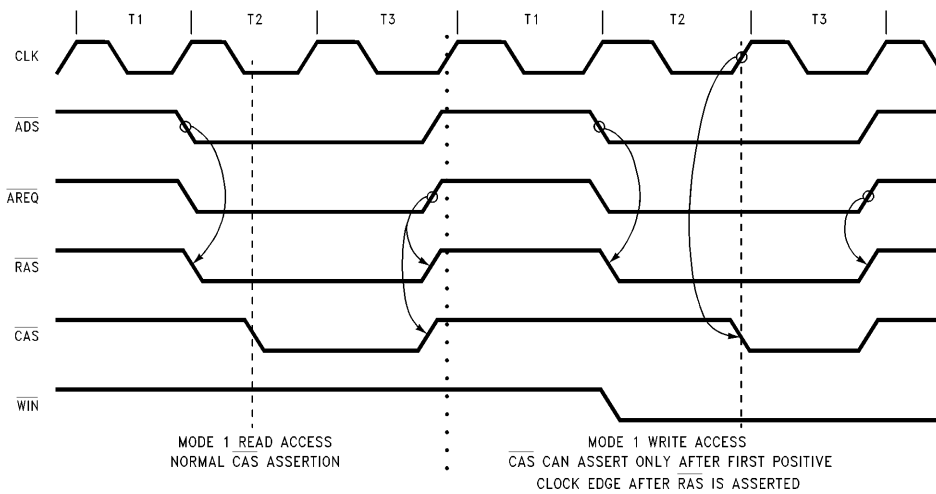 T1 T2 T3 T1 T2 T3
CLK
ADS
AREQ
RAS
CAS
WIN
MODE 1 READ ACCESS
NORMAL CAS ASSERTION
MODE 1 WRITE ACCESS
CAS CAN ASSERT ONLY AFTER FIRST POSITIVE
CLOCK EDGE AFTER RAS IS ASSERTED